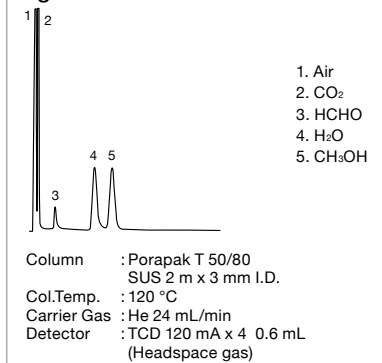 1 2
3
4 5
1. Air
2. CO₂
3. HCHO
4. H₂O
5. CH₃OH
Column : Porapak T 50/80
SUS 2 m x 3 mm I.D.
Col.Temp. : 120 °C
Carrier Gas : He 24 mL/min
Detector : TCD 120 mA x 4 0.6 mL
(Headspace gas)